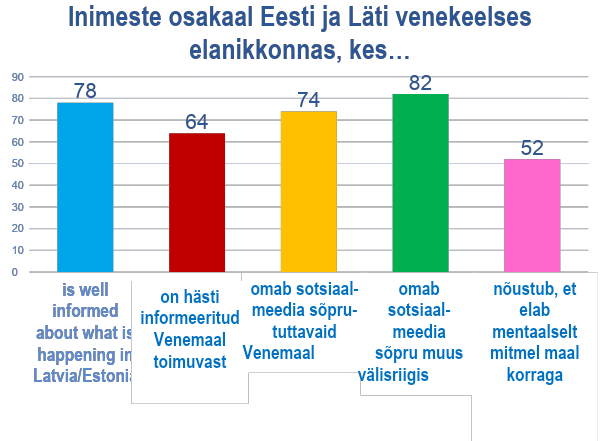 Inimeste osakaal Eesti ja Läti venekeelses
elanikkonnas, kes…
90
80
70
60
50
40
30
20
10
0
78
64
74
82
52
is well
informed
about what is
happening in
Latvia/Estonia
on hästi
informeeritud
Venemaal
toimuvast
omab sotsiaal-
meedia sõpru-
tuttavaid
Venemaal
omab
sotsiaal-
meedia
sõpru muus
välisriigis
nõustub, et
elab
mentaalselt
mitmel maal
korraga